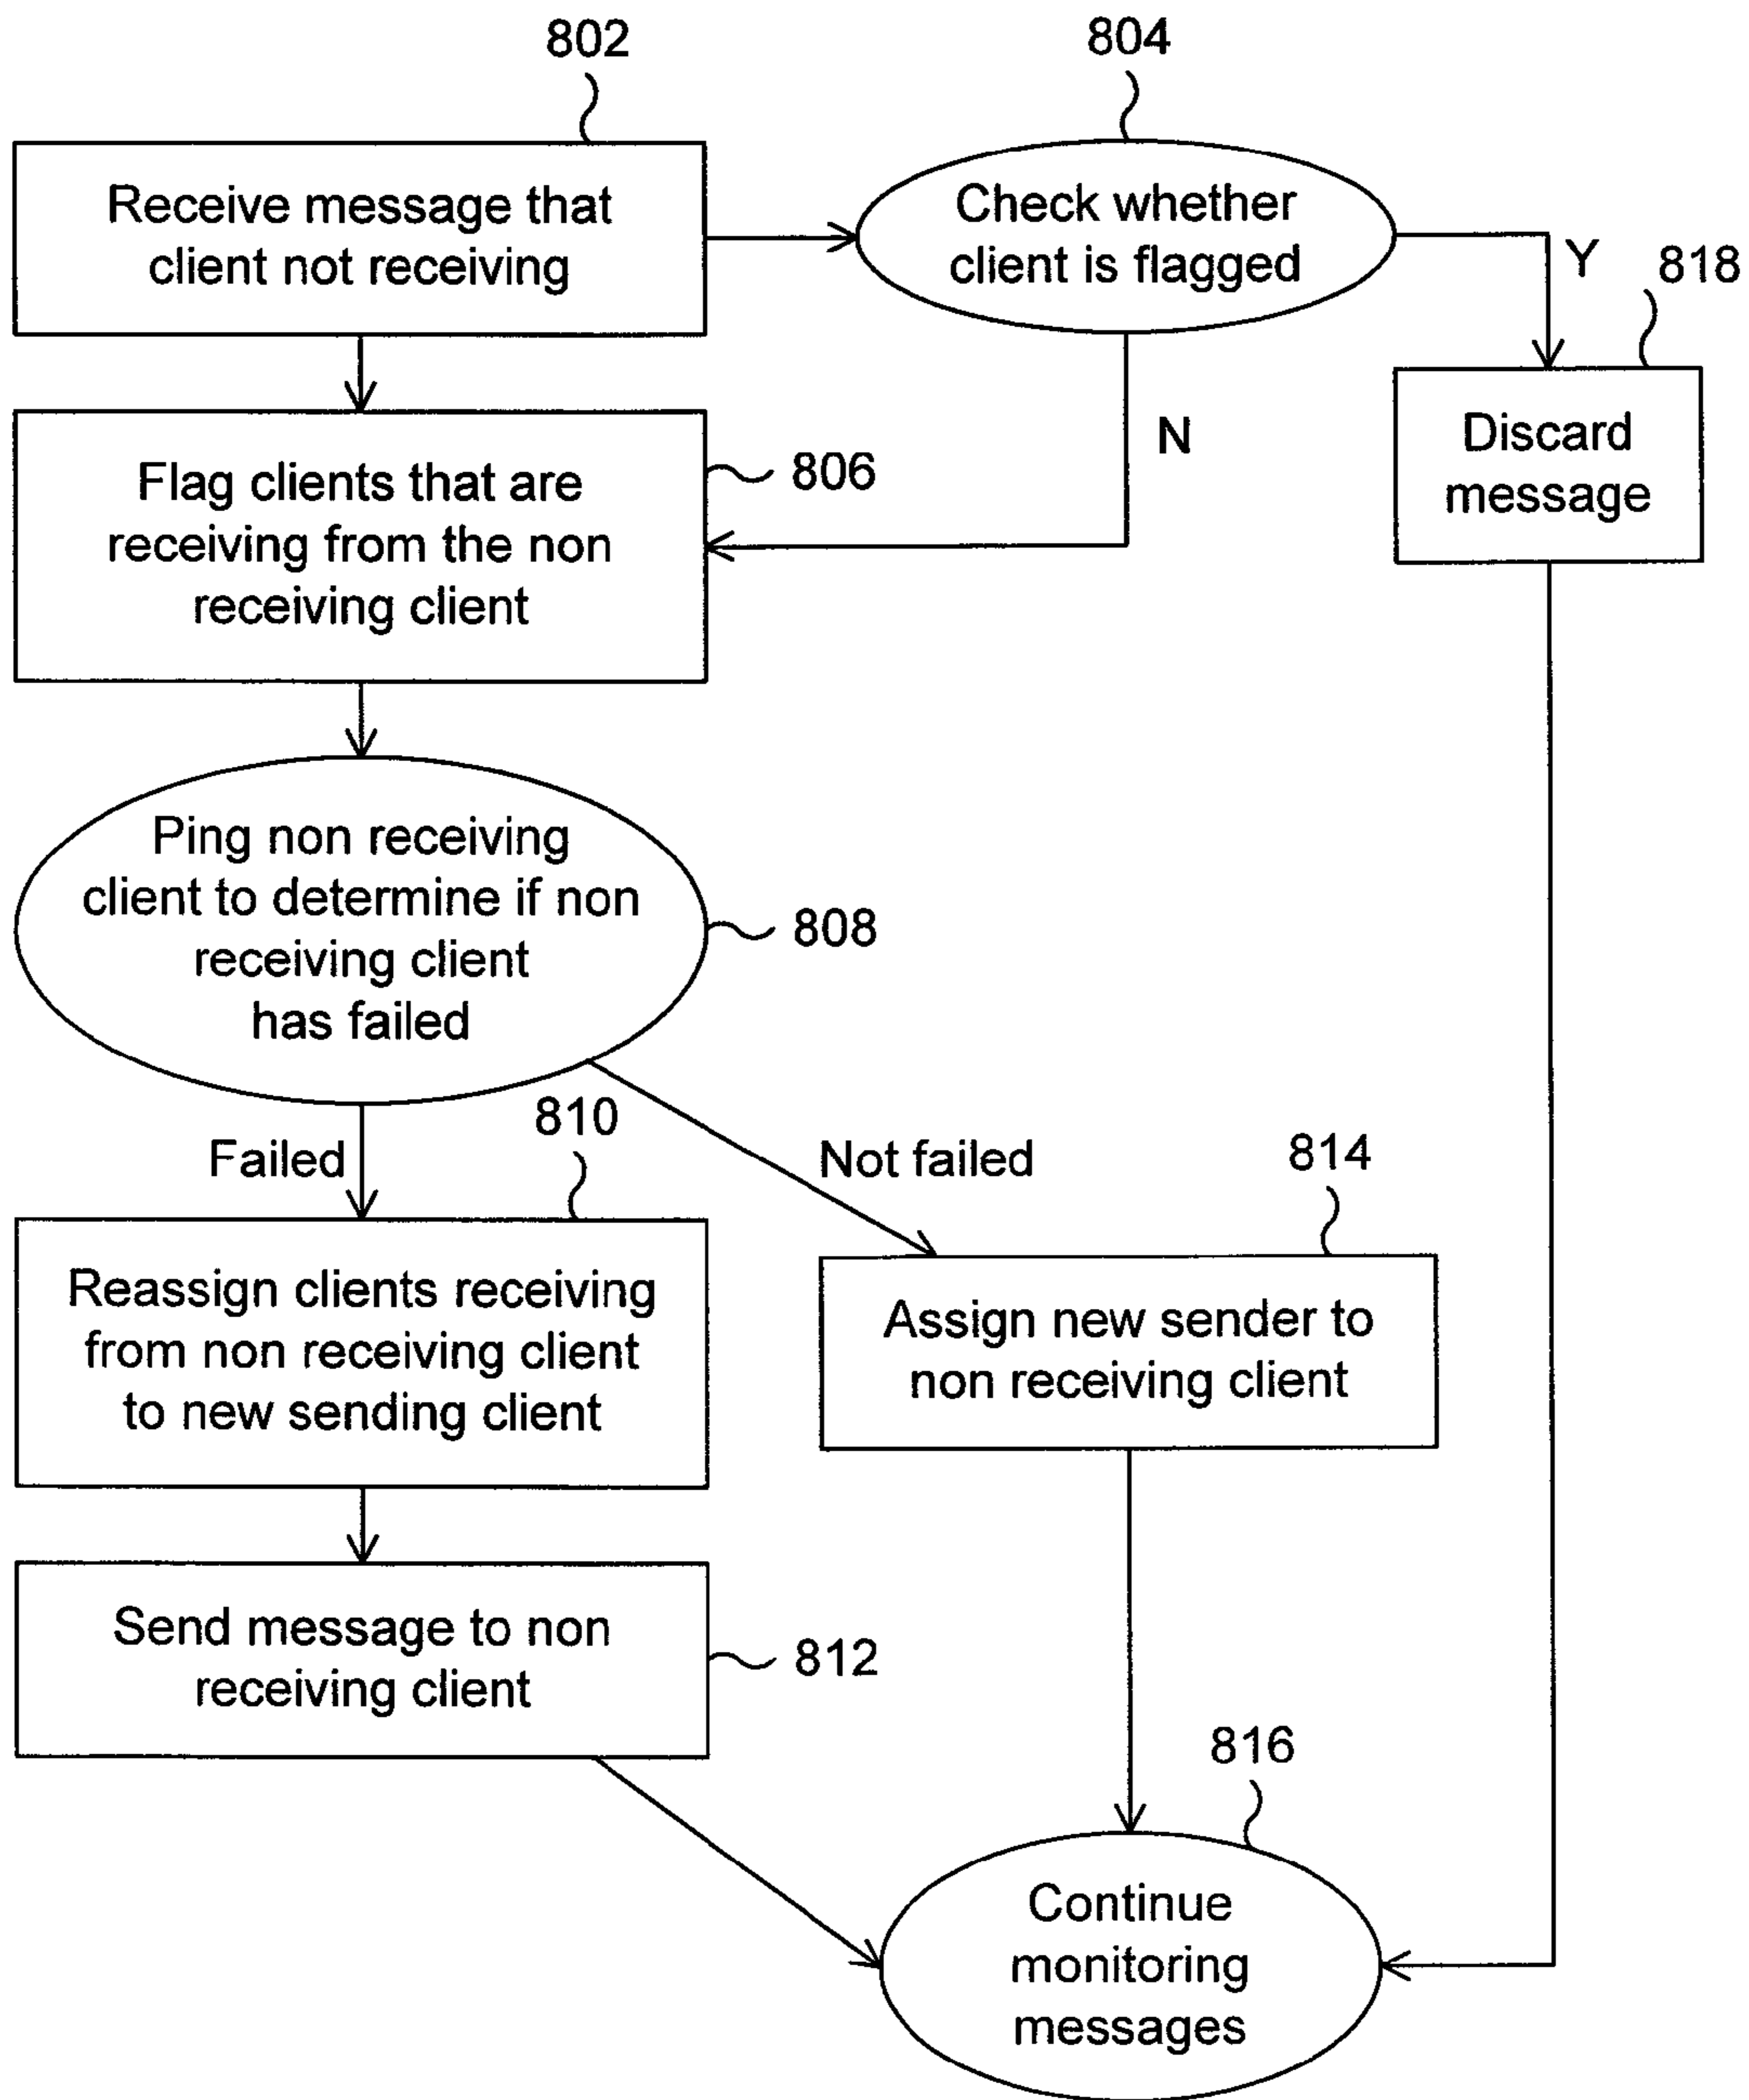 802
804
Receive message that
client not receiving
Check whether
client is flagged
Y
818
Discard
message
N
Flag clients that are
receiving from the non
receiving client
806
Ping non receiving
client to determine if non
receiving client
has failed
808
Failed
810
Not failed
814
Reassign clients receiving
from non receiving client
to new sending client
Assign new sender to
non receiving client
Send message to non
receiving client
812
816
Continue
monitoring
messages